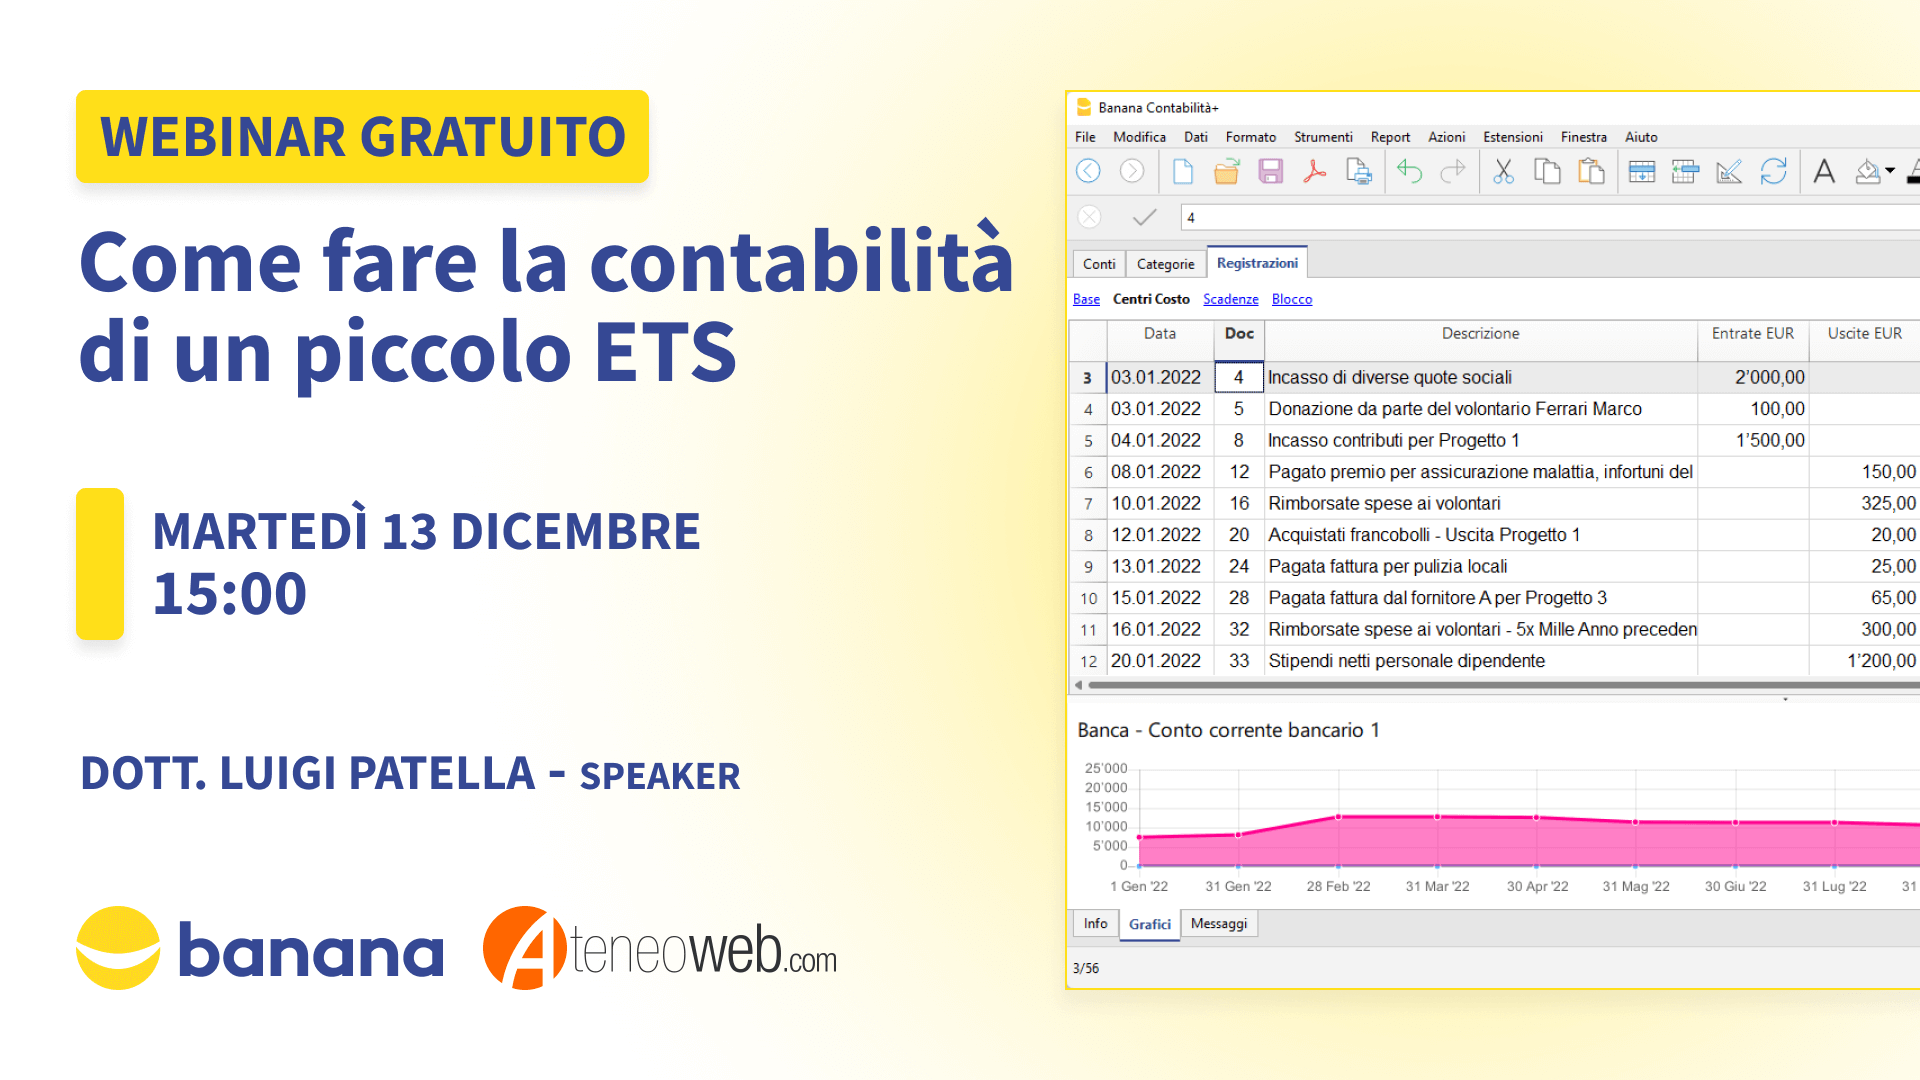 WEBINAR GRATUITO
Come fare la contabilità
di un piccolo ETS
MARTEDÌ 13 DICEMBRE
15:00
DOTT. LUIGI PATELLA - SPEAKER
banana
Ateneoweb.com
Banana Contabilità+
File Modifica Dati Formato Strumenti Report Azioni Estensioni Finestra Aiuto
4
Conti Categorie Registrazioni
Base Centri Costo Scadenze Blocco
Data Doc Descrizione Entrate EUR Uscite EUR
3 03.01.2022 4 Incasso di diverse quote sociali 2'000,00
4 03.01.2022 5 Donazione da parte del volontario Ferrari Marco 100,00
5 04.01.2022 8 Incasso contributi per Progetto 1 1'500,00
6 08.01.2022 12 Pagato premio per assicurazione malattia, infortuni del 150,00
7 10.01.2022 16 Rimborsate spese ai volontari 325,00
8 12.01.2022 20 Acquistati francobolli - Uscita Progetto 1 20,00
9 13.01.2022 24 Pagata fattura per pulizia locali 25,00
10 15.01.2022 28 Pagata fattura dal fornitore A per Progetto 3 65,00
11 16.01.2022 32 Rimborsate spese ai volontari - 5x Mille Anno preceden 300,00
12 20.01.2022 33 Stipendi netti personale dipendente 1'200,00
Banca - Conto corrente bancario 1
25'000
20'000
15'000
10'000
5'000
0
1 Gen '22 31 Gen '22 28 Feb '22 31 Mar '22 30 Apr '22 31 Mag '22 30 Giu '22 31 Lug '22 31
Info Grafici Messaggi
3/56